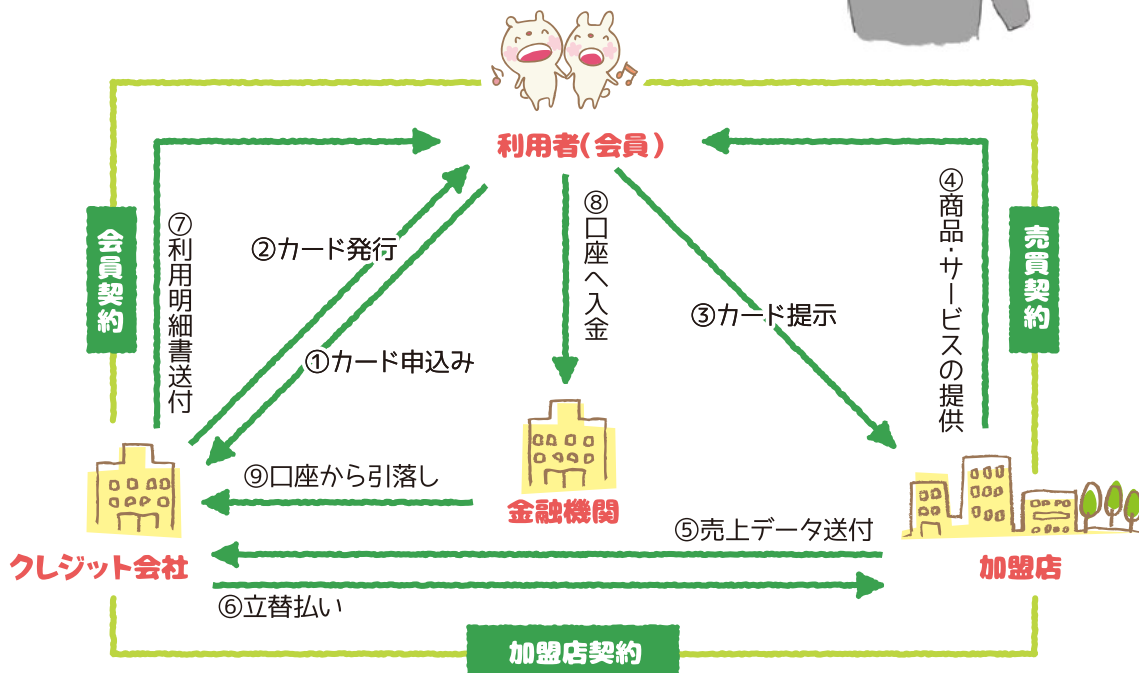 利用者(会員)
⑦利用明細書送付
②カード発行
①カード申込み
⑧口座へ入金
③カード提示
④商品・サービスの提供
会員契約
売買契約
⑨口座から引落し
金融機関
⑤売上データ送付
クレジット会社
加盟店
⑥立替払い
加盟店契約